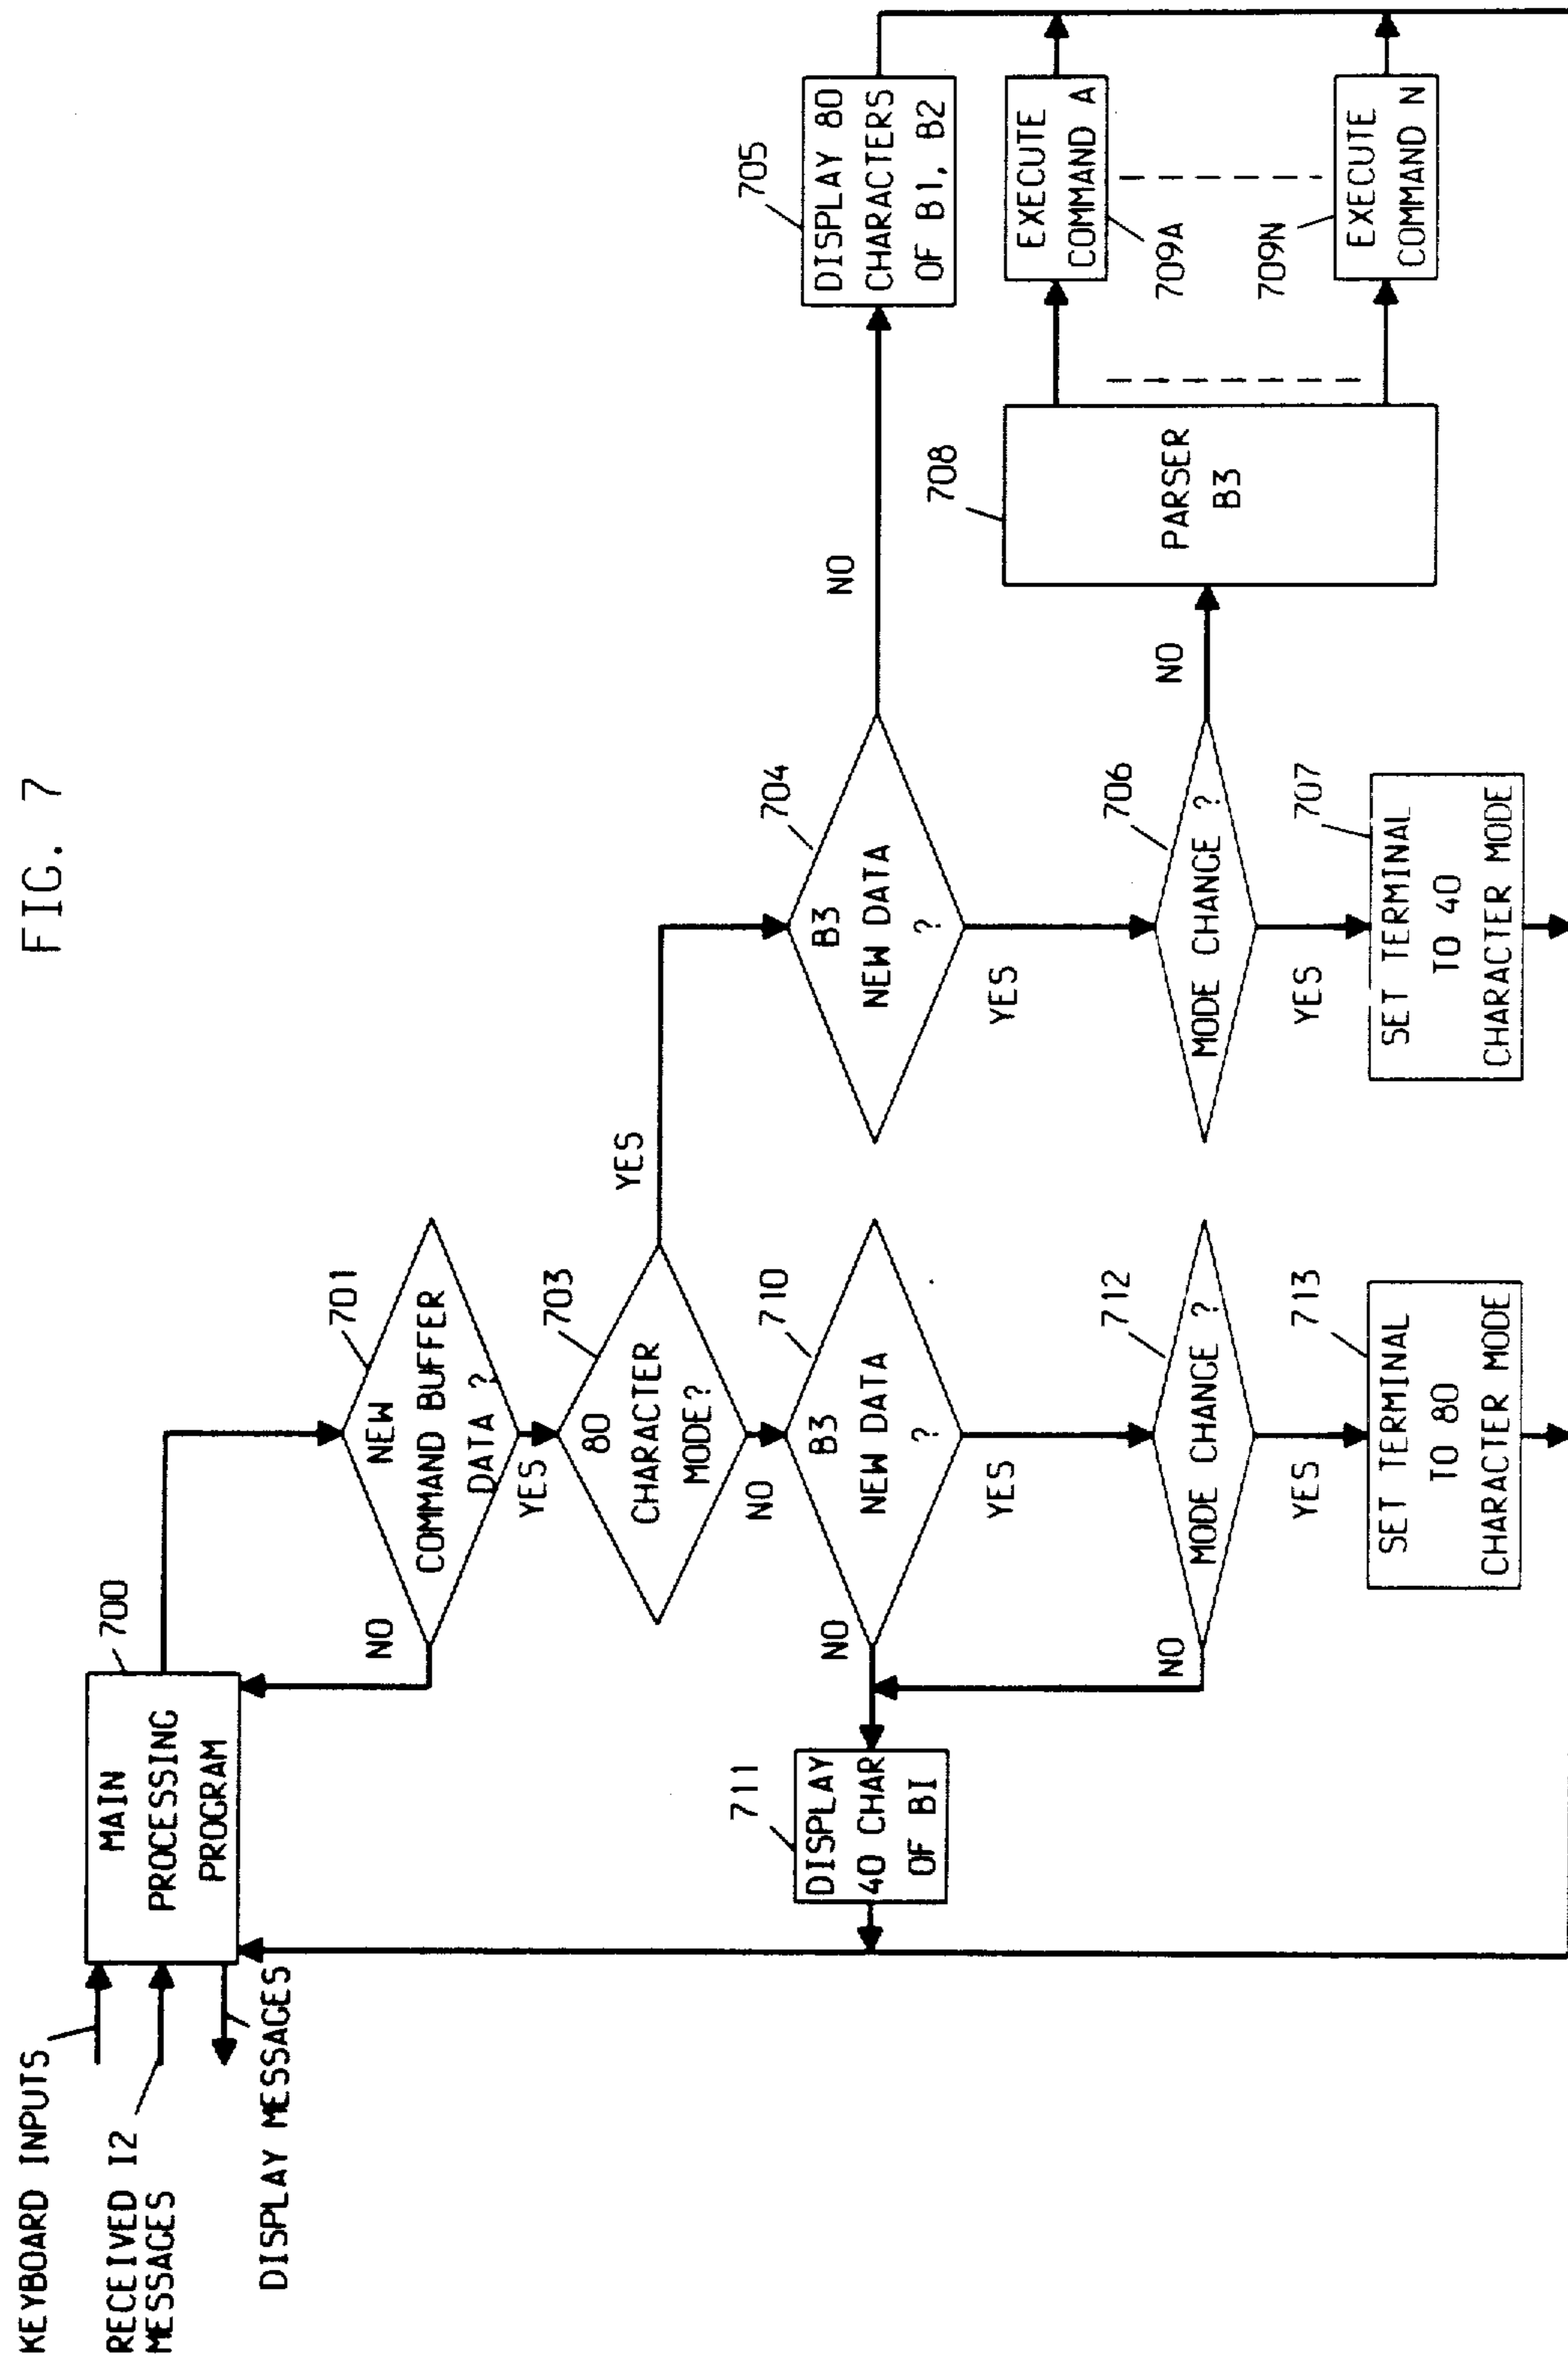 FIG. 7
KEYBOARD INPUTS
RECEIVED I2
MESSAGES
DISPLAY MESSAGES
MAIN
PROCESSING
PROGRAM
700
NEW
COMMAND BUFFER
DATA ?
701
NO
YES
80
CHARACTER
MODE?
703
YES
NO
B3
NEW DATA
?
710
NO
YES
DISPLAY
40 CHAR
OF BI
711
MODE CHANGE ?
712
NO
YES
SET TERMINAL
TO 80
CHARACTER MODE
713
B3
NEW DATA
?
704
NO
YES
DISPLAY 80
CHARACTERS
OF B1, B2
705
MODE CHANGE ?
706
NO
YES
SET TERMINAL
TO 40
CHARACTER MODE
707
PARSER
B3
708
EXECUTE
COMMAND A
709A
EXECUTE
COMMAND N
709N